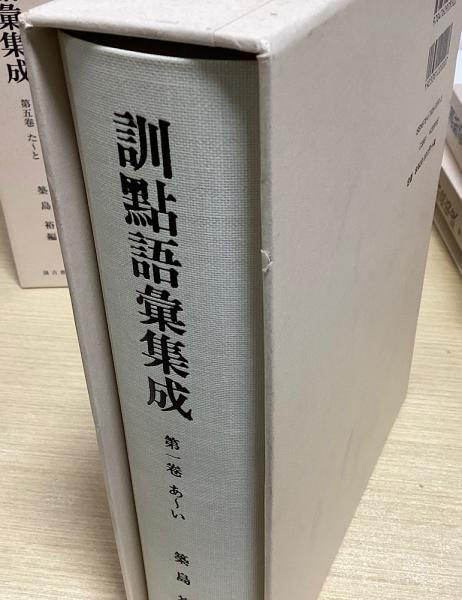 訓點語彙集成
第一巻 あ〜い
築島
彙集成
第五巻 た〜と
築島 裕 編